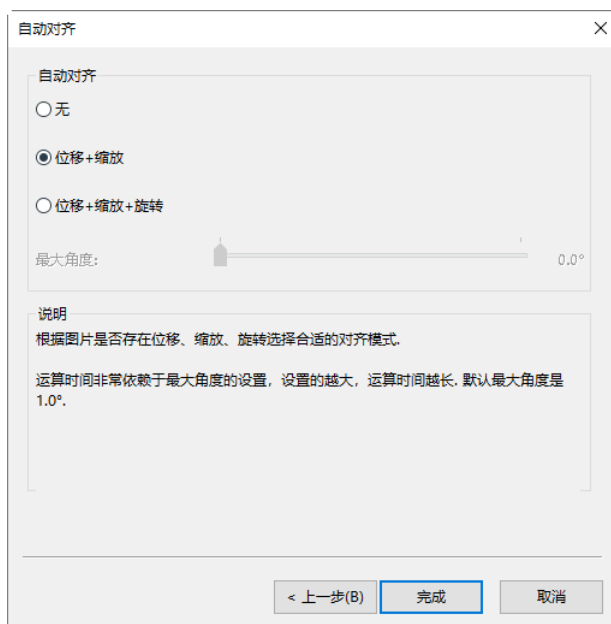 自动对齐
自动对齐
无
位移+缩放
位移+缩放+旋转
最大角度:
0.0°
说明
根据图片是否存在位移、缩放、旋转选择合适的对齐模式.
运算时间非常依赖于最大角度的设置，设置的越大，运算时间越长. 默认最大角度是
1.0°.
< 上一步(B)
完成
取消